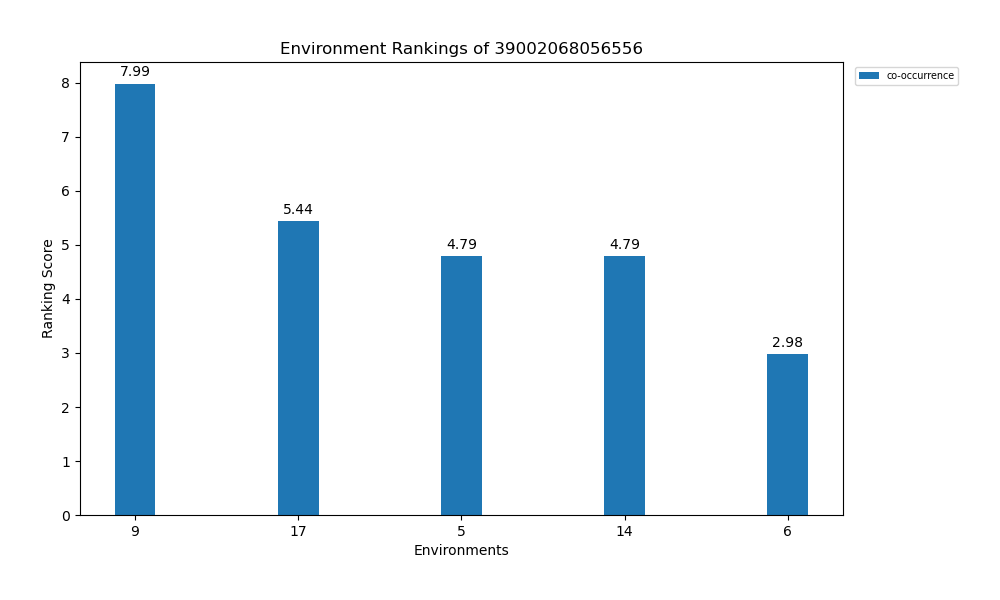 Environment Rankings of 39002068056556
co-occurrence
Ranking Score
8
7
6
5
4
3
2
1
0
7.99
5.44
4.79
4.79
2.98
9 17 5 14 6
Environments